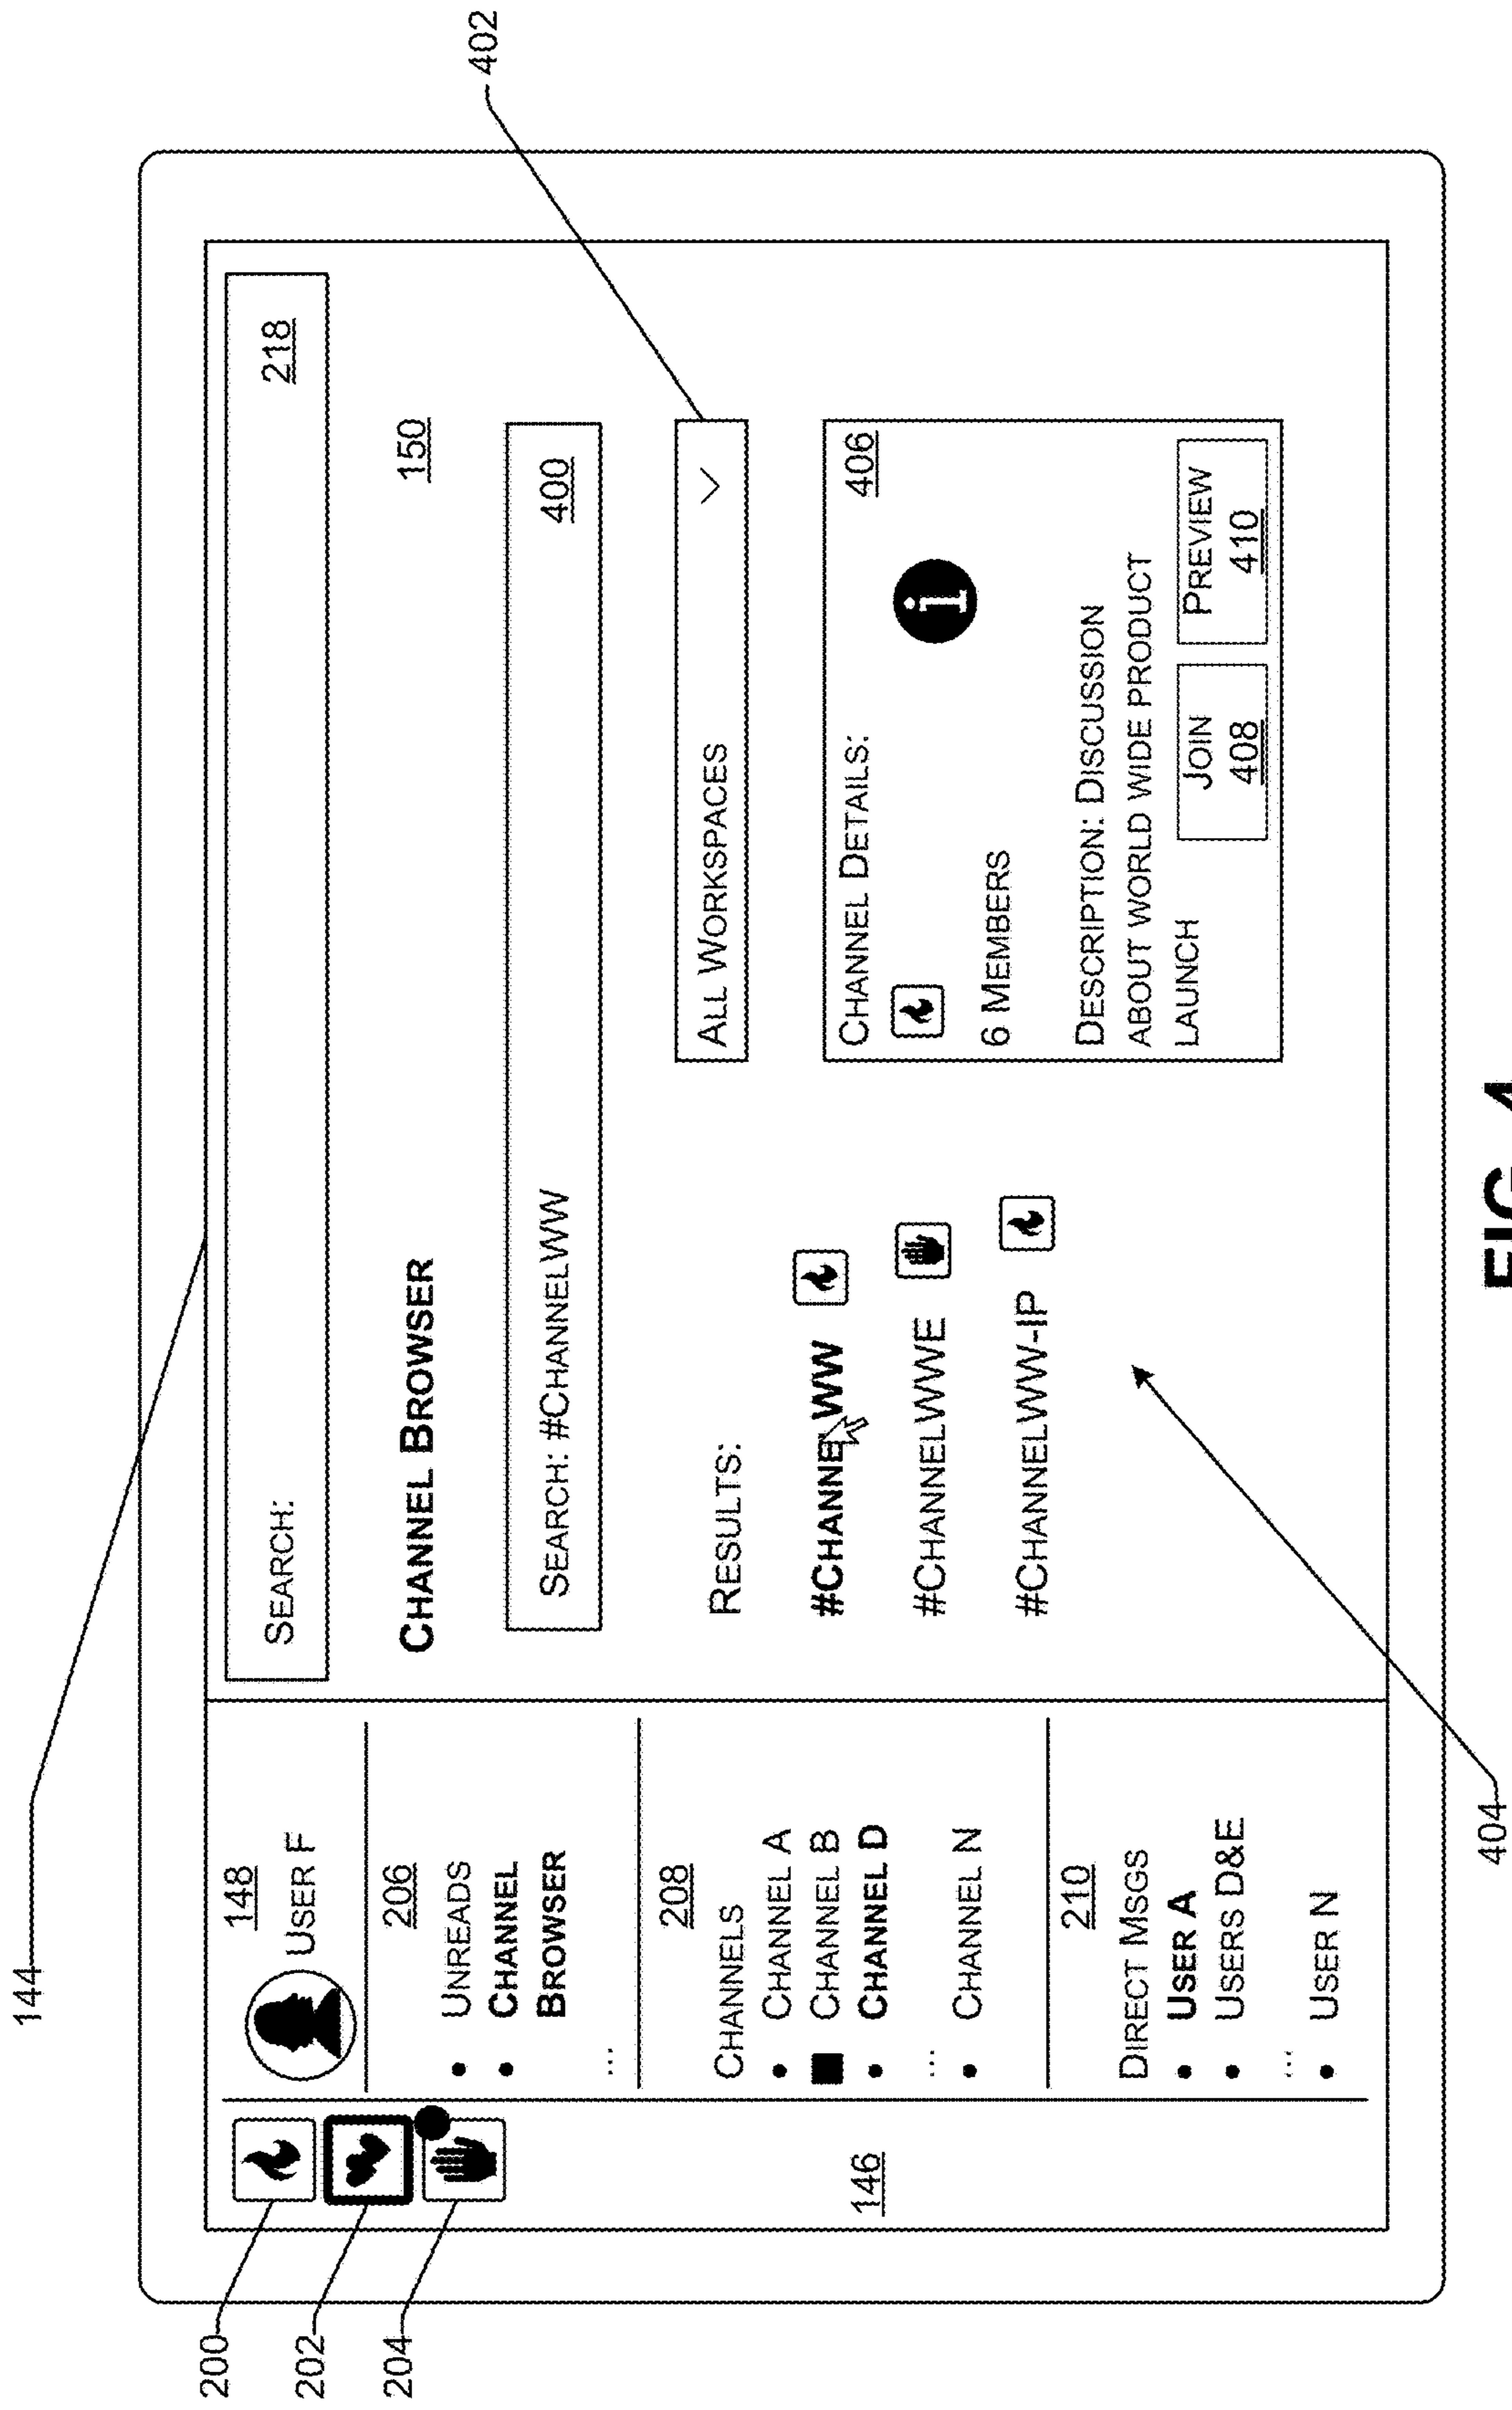 144
402
200
202
204
148
USER F
206
• UNREADS
• CHANNEL
BROWSER
...
208
CHANNELS
• CHANNEL A
■ CHANNEL B
• CHANNEL D
...
• CHANNEL N
210
DIRECT MSGS
• USER A
• USERS D&E
...
• USER N
146
SEARCH: 218
CHANNEL BROWSER 150
SEARCH: #CHANNELWW 400
ALL WORKSPACES
RESULTS:
#CHANNELWW
#CHANNELWWE
#CHANNELWW-IP
CHANNEL DETAILS: 406
i
6 MEMBERS
DESCRIPTION: DISCUSSION
ABOUT WORLD WIDE PRODUCT
LAUNCH
JOIN
408
PREVIEW
410
404
FIG. 4